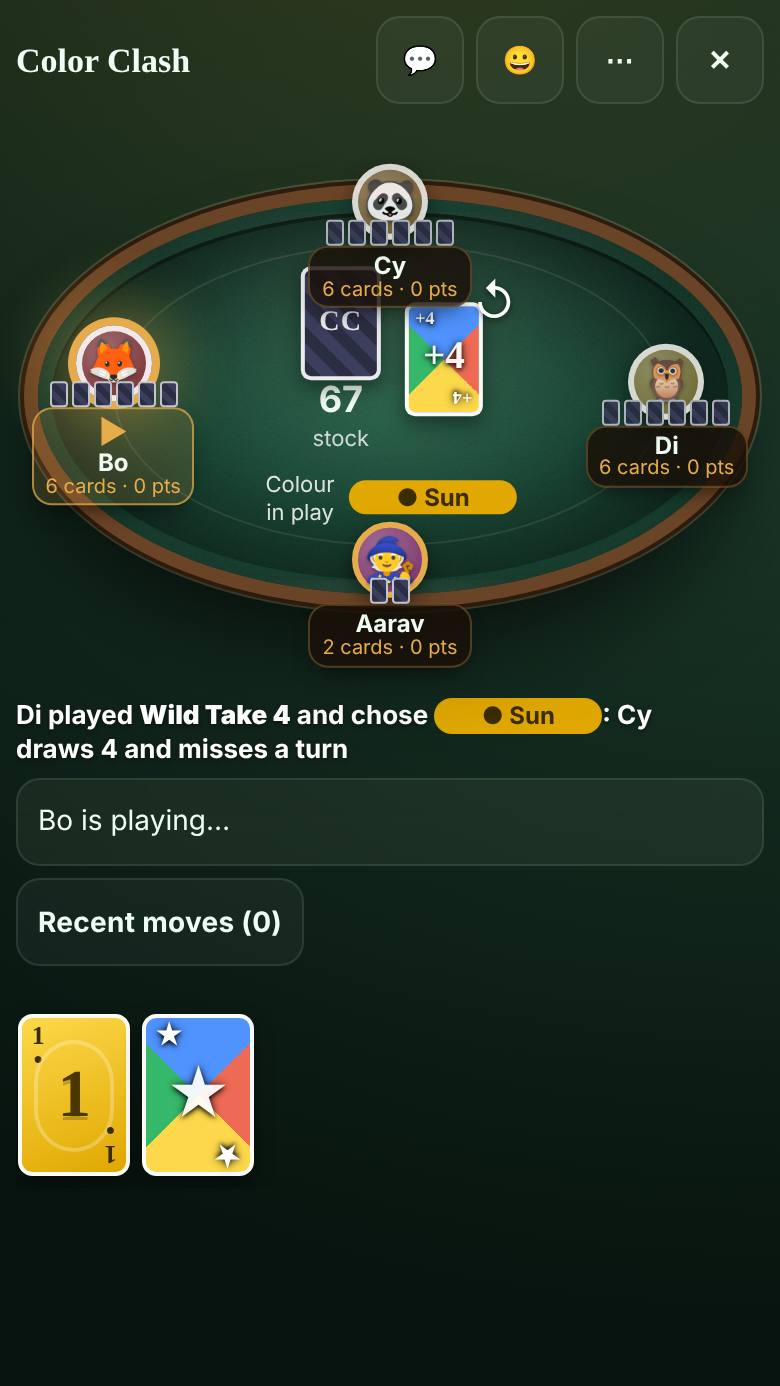 Color Clash
Cy
6 cards · 0 pts
CC
+4
+4
+4
67
stock
Bo
6 cards · 0 pts
Di
6 cards · 0 pts
Colour
in play
Sun
Aarav
2 cards · 0 pts
Di played Wild Take 4 and chose Sun : Cy
draws 4 and misses a turn
Bo is playing...
Recent moves (0)
1
1
1